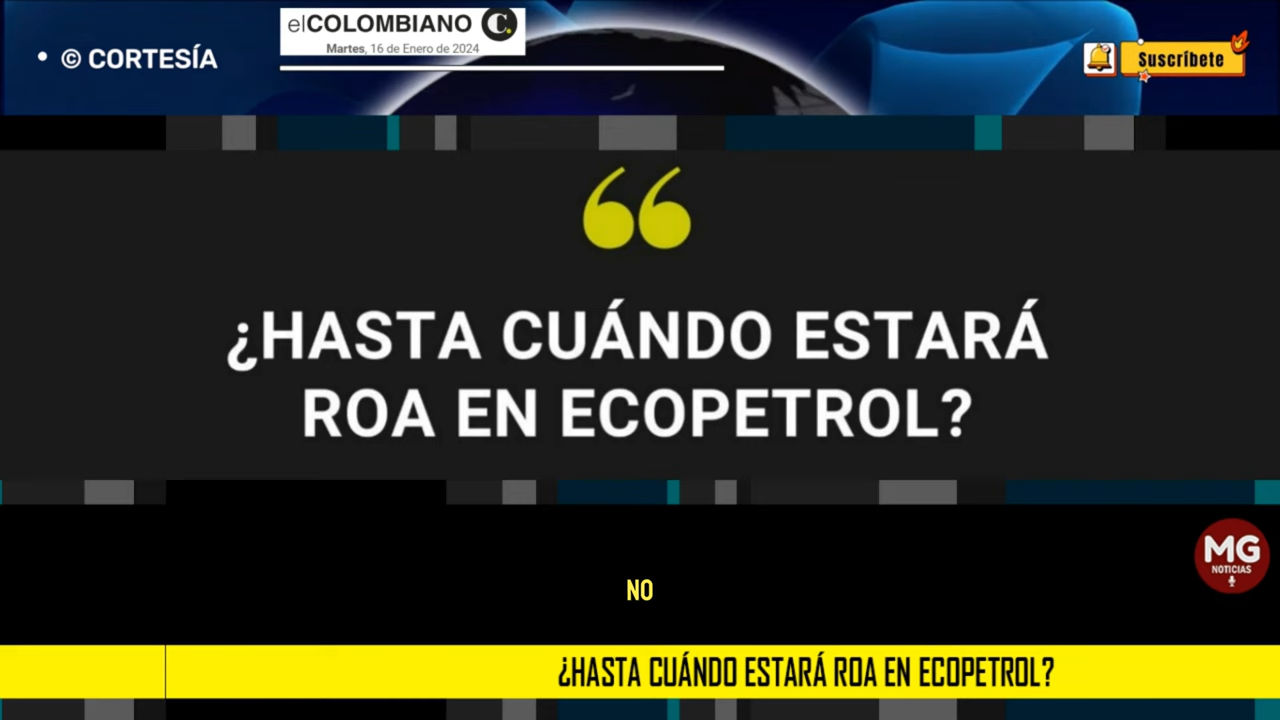 • © CORTESÍA
elCOLOMBIANO C.
Martes, 16 de Enero de 2024
Suscríbete
“
¿HASTA CUÁNDO ESTARÁ
ROA EN ECOPETROL?
MG
NOTICIAS
NO
¿HASTA CUÁNDO ESTARÁ ROA EN ECOPETROL?